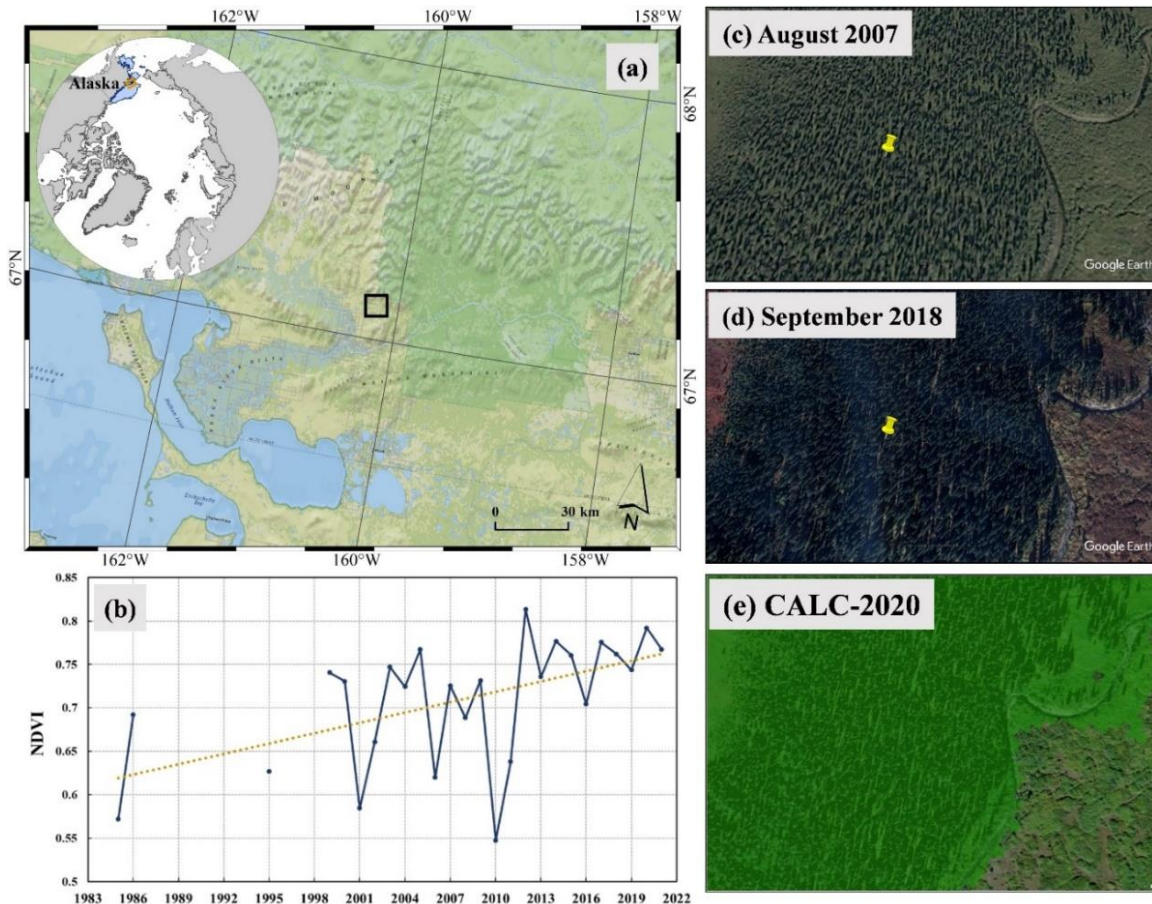 162°W
160°W
158°W
(a)
Alaska
68°N
67°N
67°N
0 30 km
N
162°W
160°W
158°W
(b)
NDVI
0.85
0.8
0.75
0.7
0.65
0.6
0.55
0.5
1983 1986 1989 1992 1995 1998 2001 2004 2007 2010 2013 2016 2019 2022
(c) August 2007
Google Earth
(d) September 2018
Google Earth
(e) CALC-2020